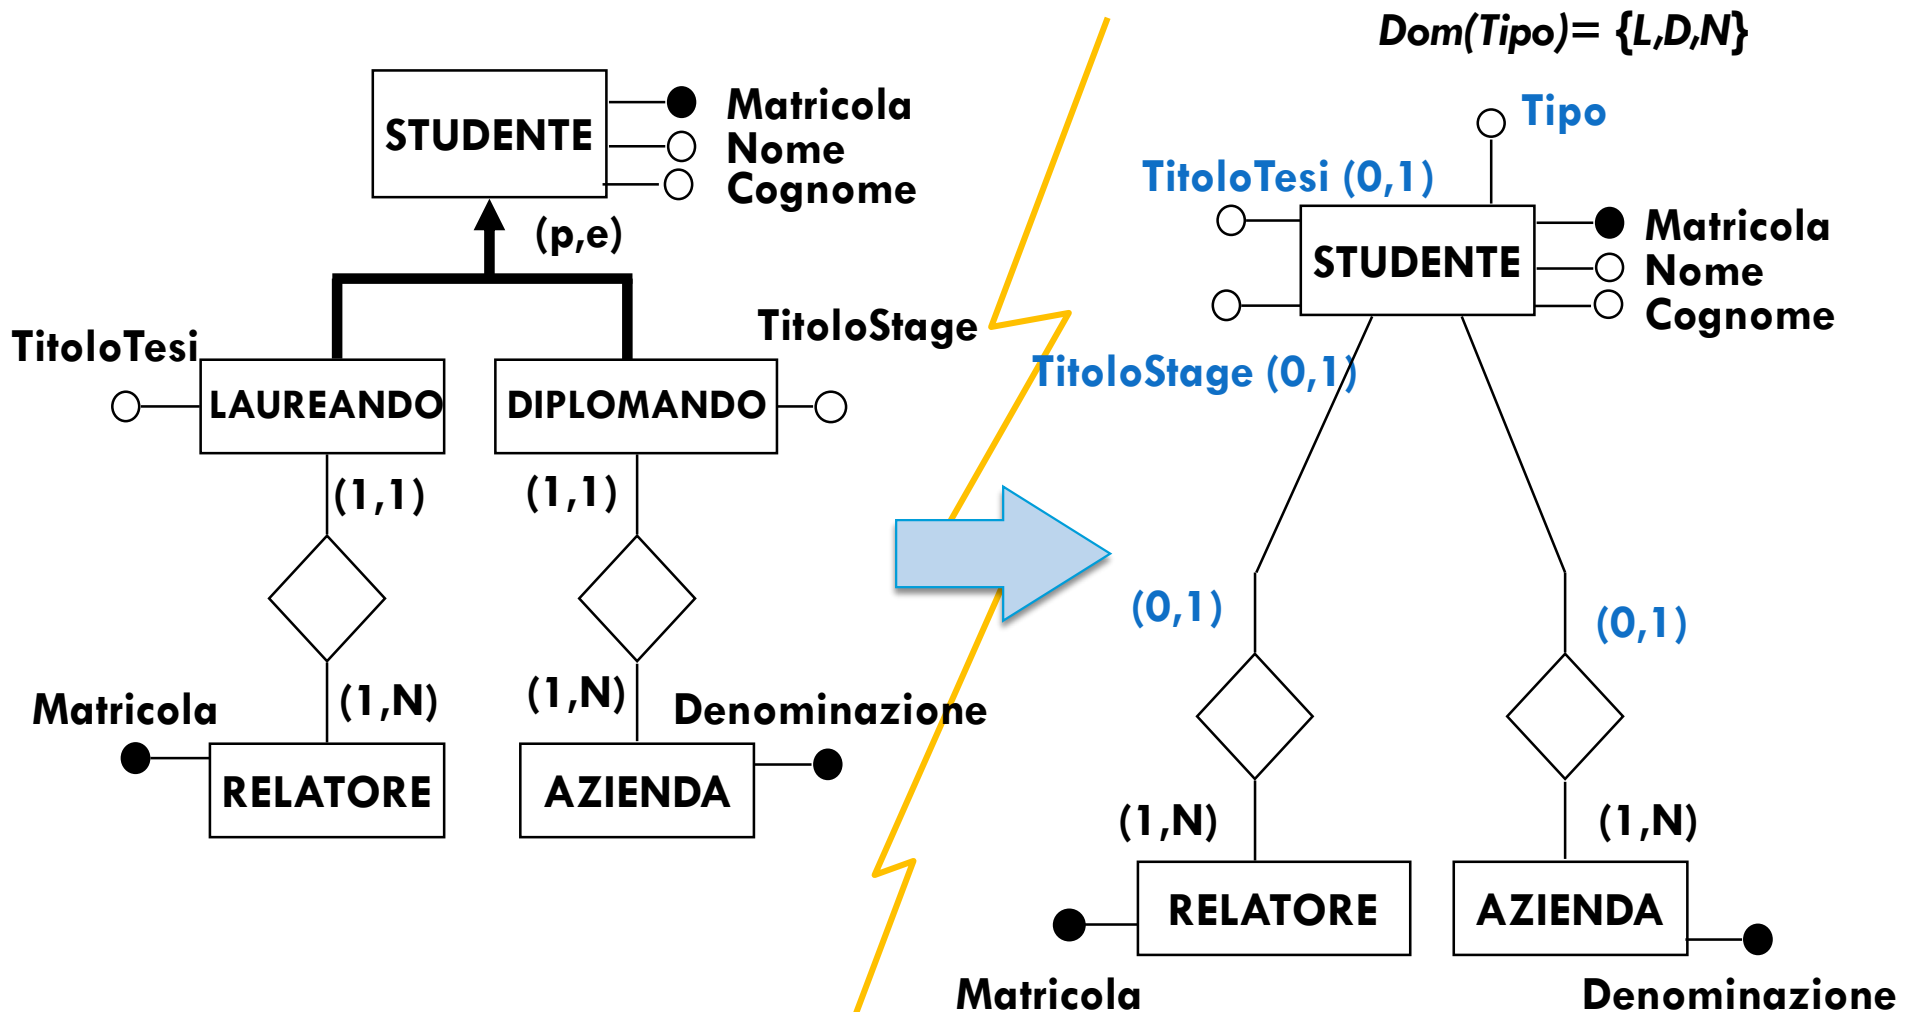 STUDENTE
Matricola
Nome
Cognome
(p,e)
TitoloTesi
TitoloStage
LAUREANDO
DIPLOMANDO
(1,1)
(1,1)
(1,N)
(1,N)
Matricola
Denominazione
RELATORE
AZIENDA
Dom(Tipo)= {L,D,N}
Tipo
TitoloTesi (0,1)
STUDENTE
Matricola
Nome
Cognome
TitoloStage (0,1)
(0,1)
(0,1)
(1,N)
(1,N)
RELATORE
AZIENDA
Matricola
Denominazione